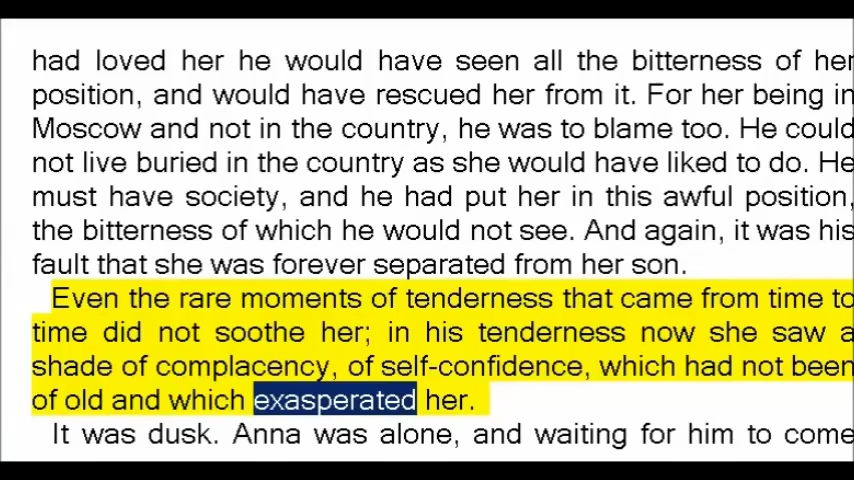 had loved her he would have seen all the bitterness of her
position, and would have rescued her from it. For her being in
Moscow and not in the country, he was to blame too. He could
not live buried in the country as she would have liked to do. He
must have society, and he had put her in this awful position,
the bitterness of which he would not see. And again, it was his
fault that she was forever separated from her son.
Even the rare moments of tenderness that came from time to
time did not soothe her; in his tenderness now she saw a
shade of complacency, of self-confidence, which had not been
of old and which exasperated her.
It was dusk. Anna was alone, and waiting for him to come